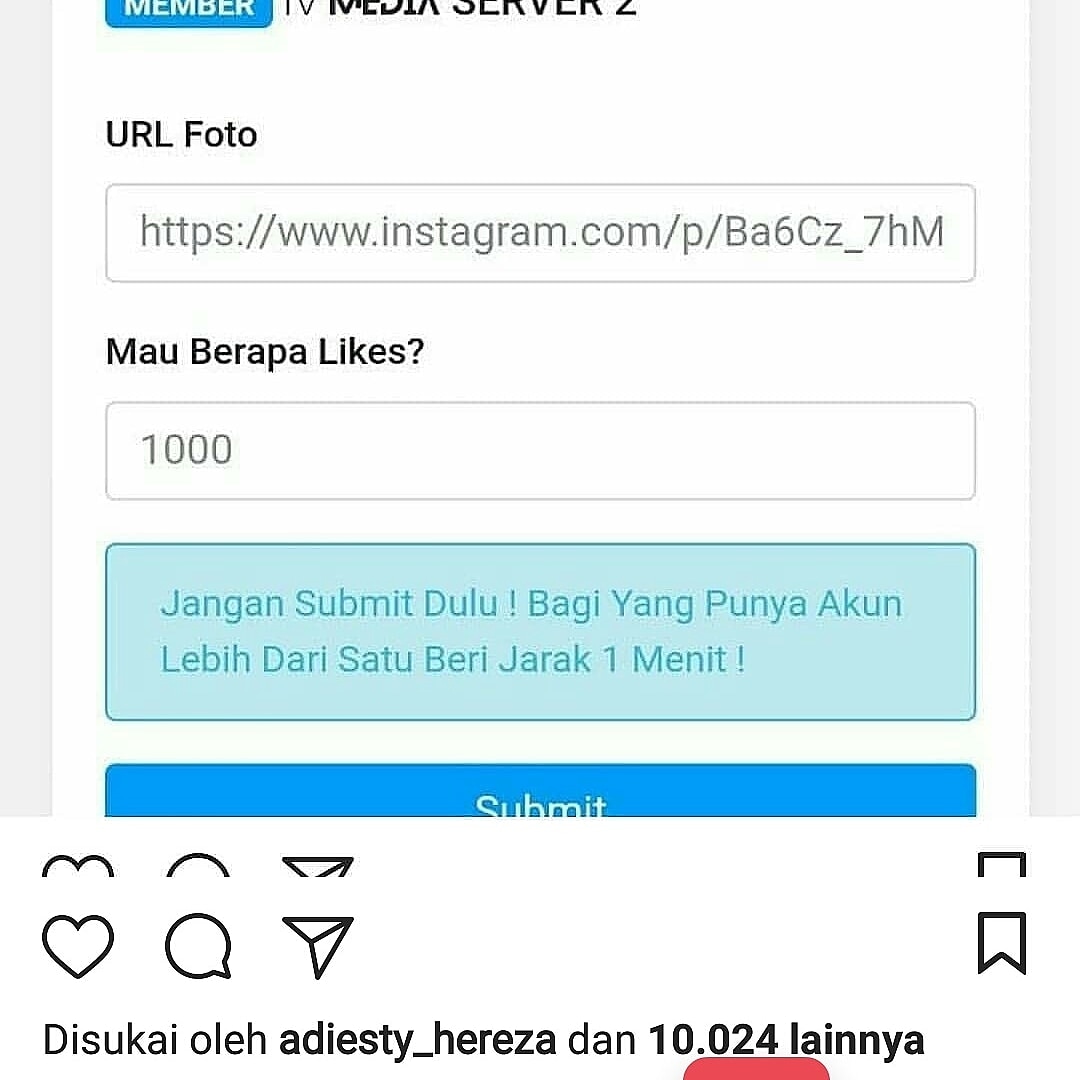 MEMBER TV MEDIA SERVER 2
URL Foto
https://www.instagram.com/p/Ba6Cz_7hM
Mau Berapa Likes?
1000
Jangan Submit Dulu ! Bagi Yang Punya Akun
Lebih Dari Satu Beri Jarak 1 Menit !
Submit
Disukai oleh adiesty_hereza dan 10.024 lainnya